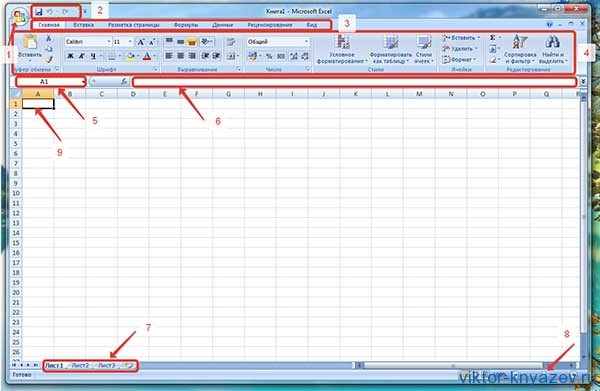 Книга1 - Microsoft Excel
2
Главная Вставка Разметка страницы Формулы Данные Рецензирование Вид
3
1
Вставить
Calibri 11
Общий
Условное форматирование
Форматировать как таблицу
Стили ячеек
Вставить
Удалить
Формат
Сортировка и фильтр
Найти и выделить
4
Буфер обмена Шрифт Выравнивание Число Стили Ячейки Редактирование
A1 fx
A B C D E F G H I J K L M N O P Q R
1
2
3
4
5
6
7
8
9
10
11
12
13
14
15
16
17
18
19
20
21
22
23
24
25
26
5
6
9
7
8
Лист1 Лист2 Лист3
Готово
viktor-knyazev.ru